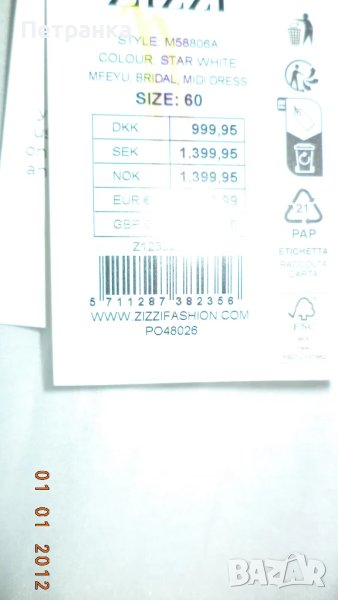 Петранка
ZIZZI
STYLE: M58806A
COLOUR: STAR WHITE
MFEYU, BRIDAL, MIDI DRESS
SIZE: 60
DKK 999,95
SEK 1.399,95
NOK 1.399,95
EUR €
GBP
5 711287 382356
WWW.ZIZZIFASHION.COM
PO48026
21
PAP
ETICHETTA
RACCOLTA
CARTA
FSC
01 01 2012
BAZAR